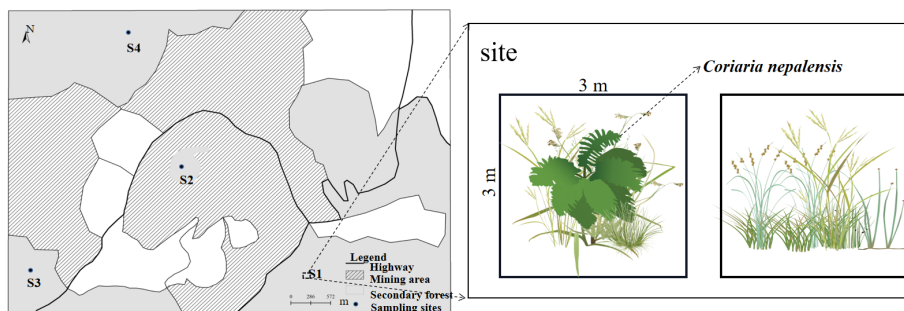 N
S4
S2
S3
S1
Legend
Highway
Mining area
Secondary forest
Sampling sites
0 286 572 m
site
Coriaria nepalensis
3 m
3 m